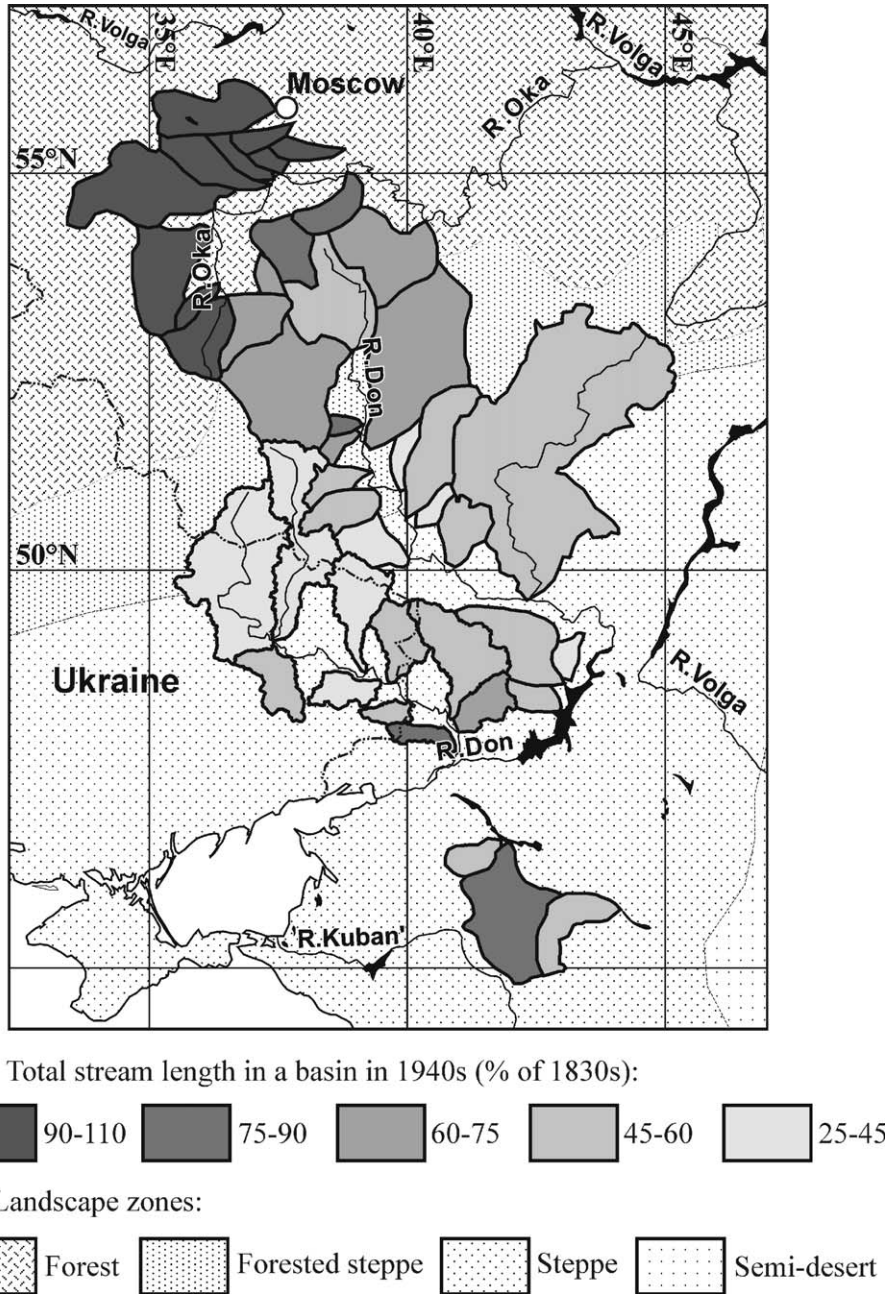 R.Volga
35°E
40°E
45°E
R.Volga
Moscow
R.Oka
55°N
R.Oka
R.Don
50°N
Ukraine
R.Volga
R.Don
'R.Kuban'
Total stream length in a basin in 1940s (% of 1830s):
90-110 75-90 60-75 45-60 25-45
Landscape zones:
Forest Forested steppe Steppe Semi-desert